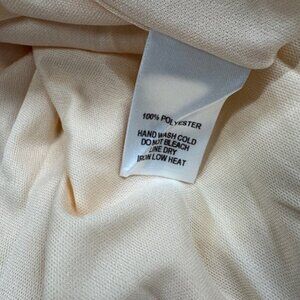 100% POLYESTER
HAND WASH COLD
DO NOT BLEACH
LINE DRY
IRON LOW HEAT